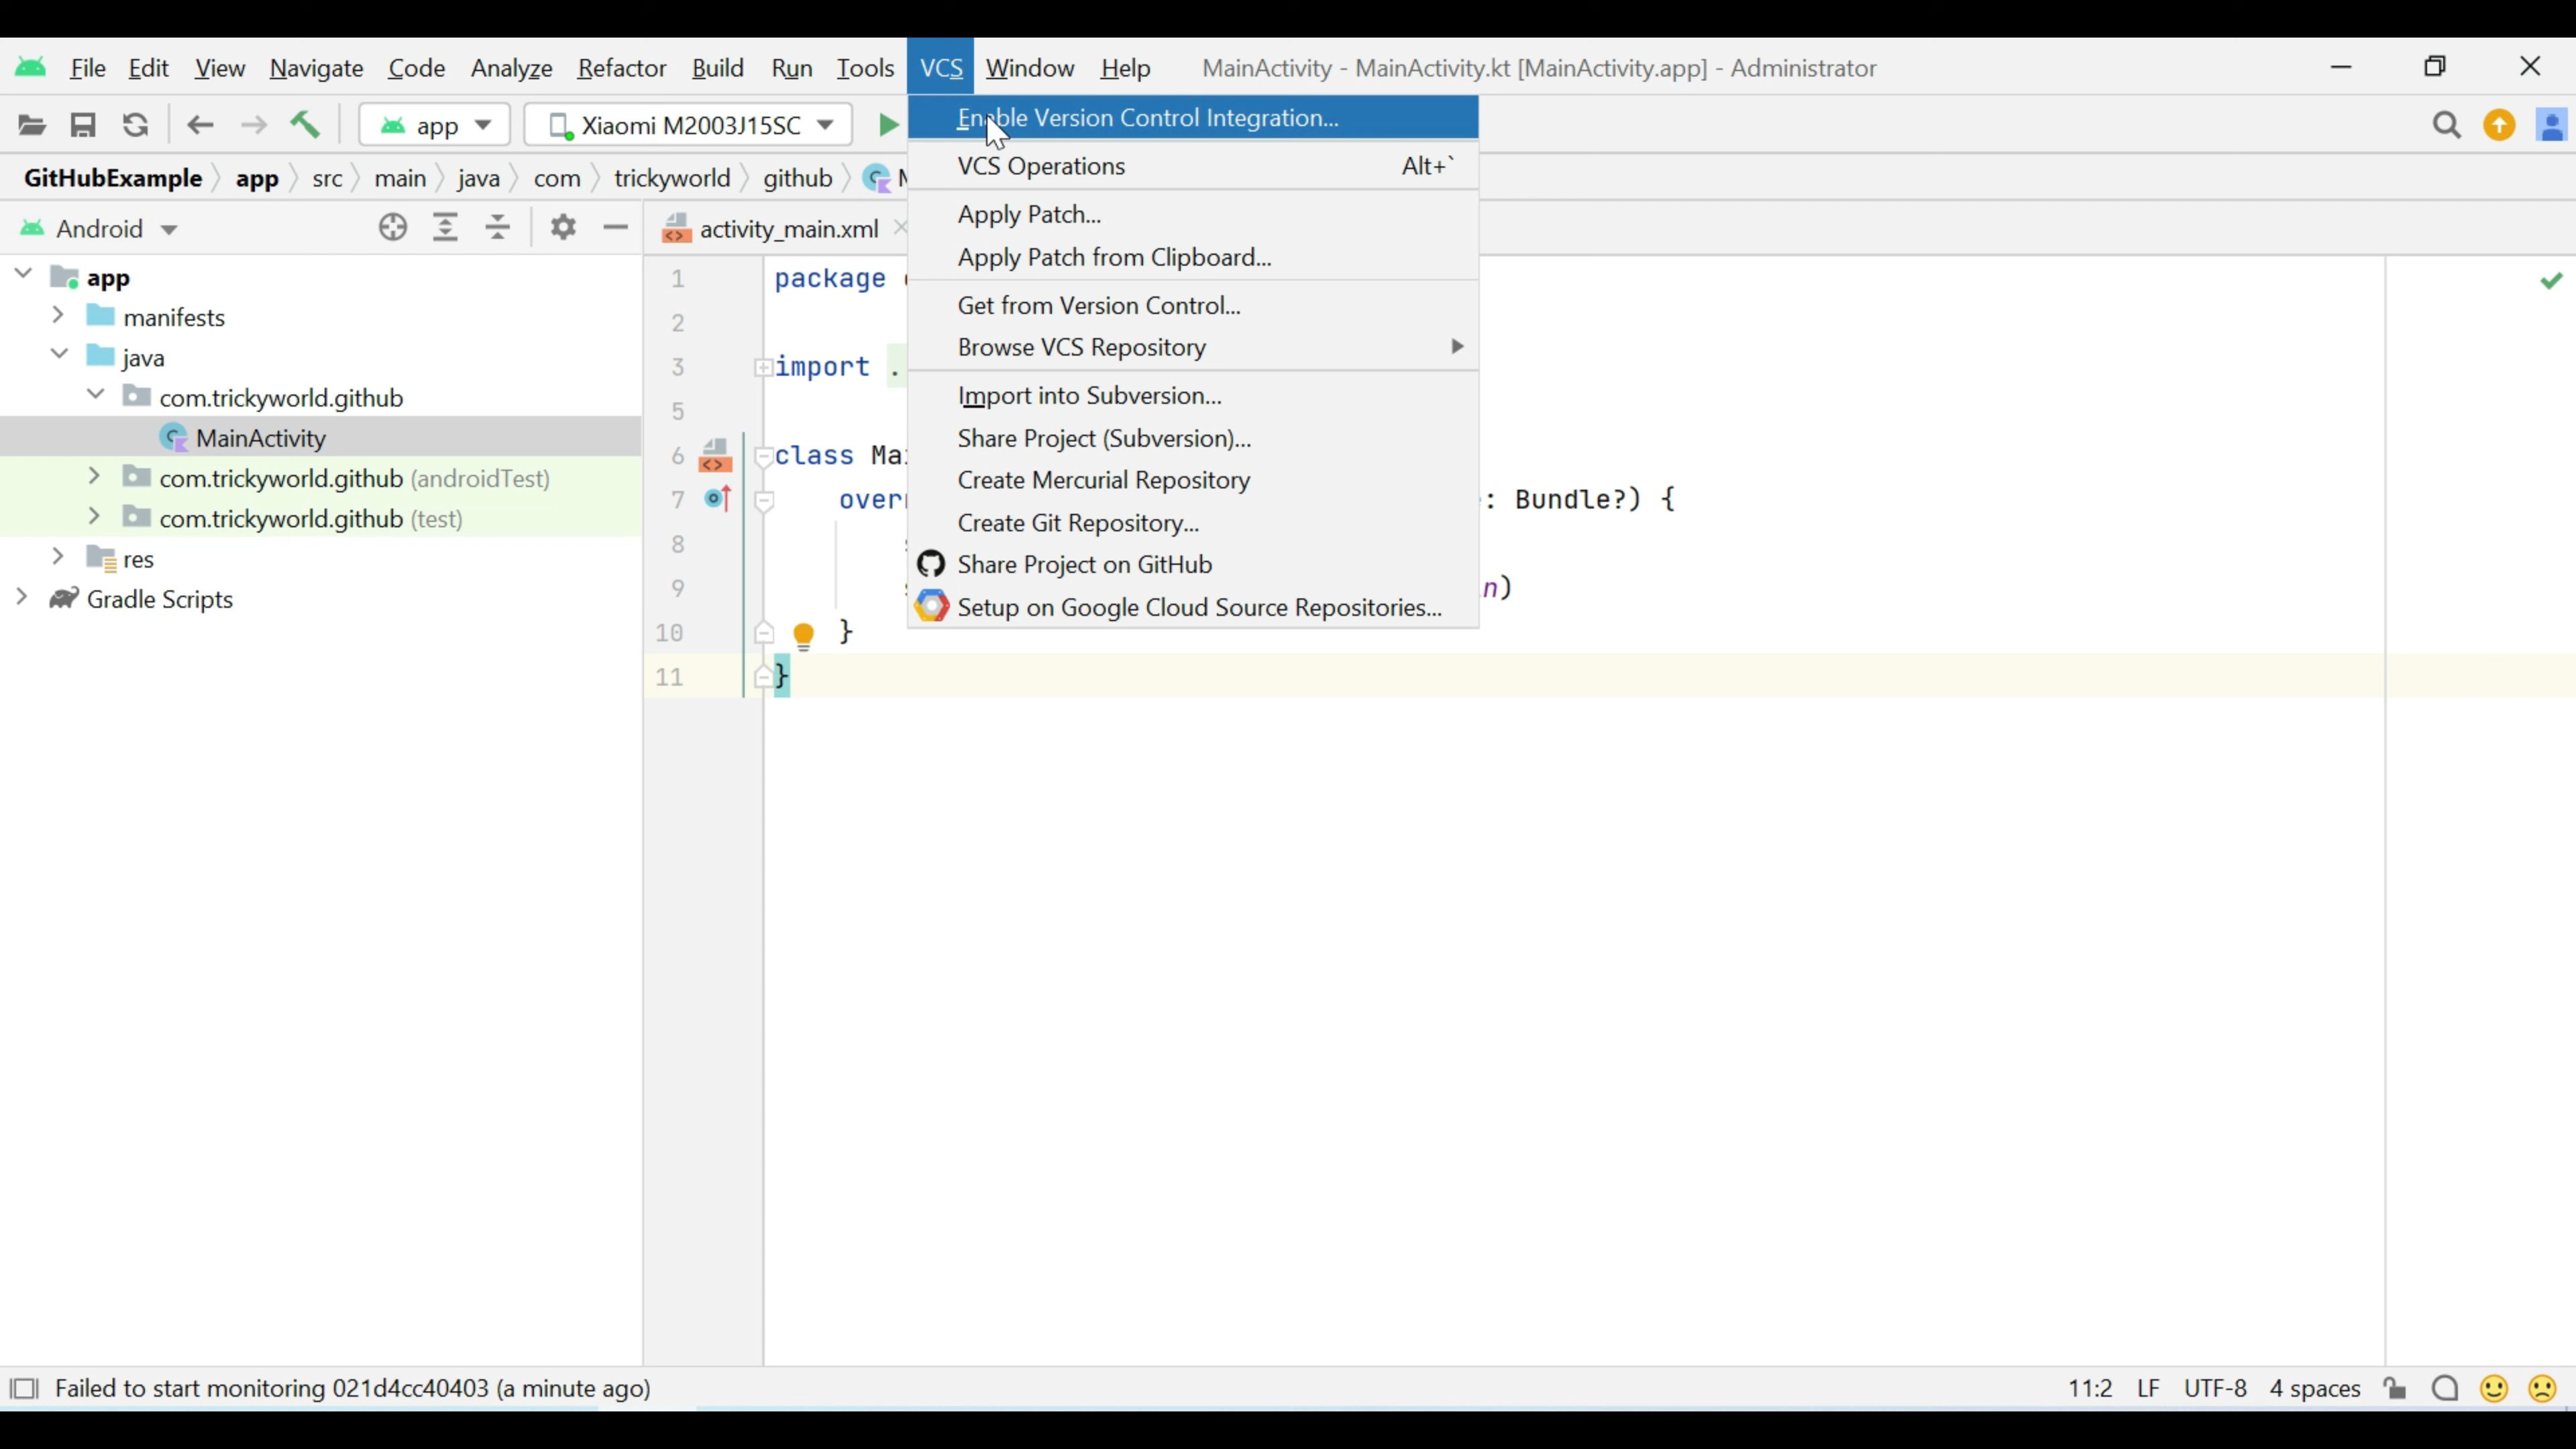 File Edit View Navigate Code Analyze Refactor Build Run Tools VCS Window Help MainActivity - MainActivity.kt [MainActivity.app] - Administrator
app Xiaomi M2003J15SC
Enable Version Control Integration...
VCS Operations Alt+`
Apply Patch...
Apply Patch from Clipboard...
Get from Version Control...
Browse VCS Repository
Import into Subversion...
Share Project (Subversion)...
Create Mercurial Repository
Create Git Repository...
Share Project on GitHub
Setup on Google Cloud Source Repositories...
GitHubExample app src main java com trickyworld github
Android
app
manifests
java
com.trickyworld.github
MainActivity
com.trickyworld.github (androidTest)
com.trickyworld.github (test)
res
Gradle Scripts
activity_main.xml
1 package
2
3 import .
5
6 class Mai
7 over : Bundle?) {
8
9 n)
10 }
11 }
Failed to start monitoring 021d4cc40403 (a minute ago)
11:2 LF UTF-8 4 spaces